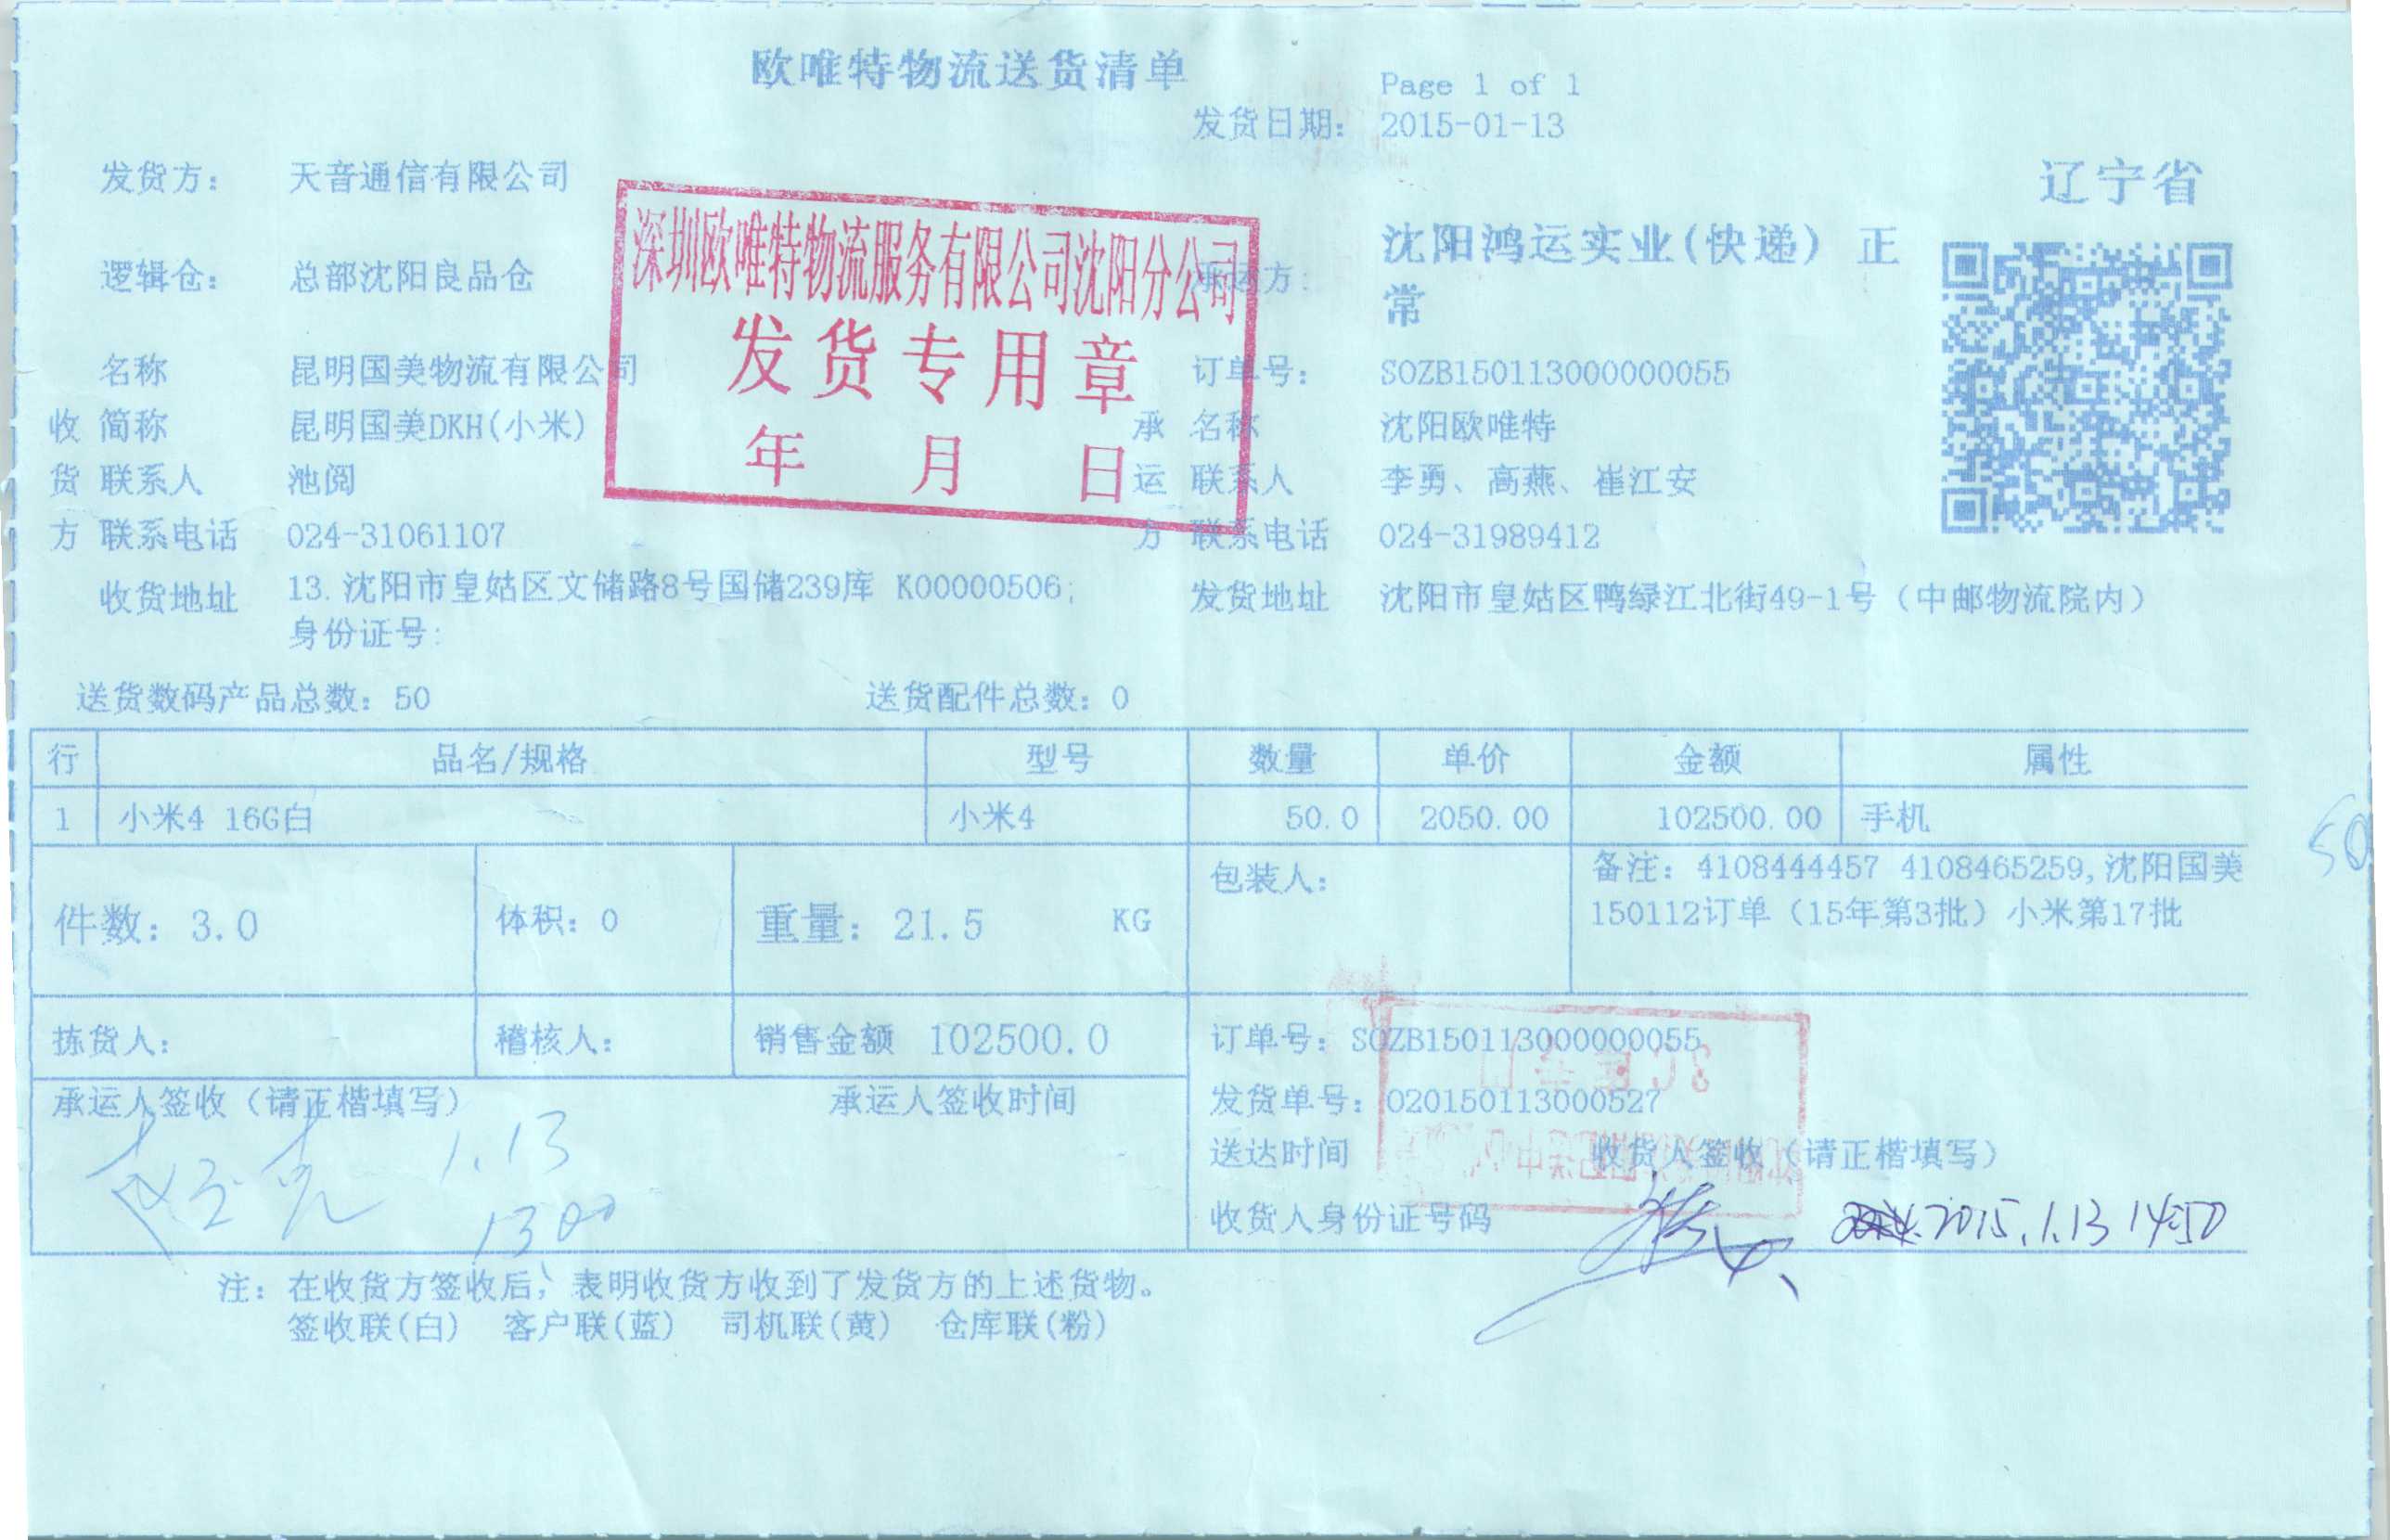 欧唯特物流送货清单
Page 1 of 1
发货日期： 2015-01-13
发货方： 天音通信有限公司
辽宁省
深圳欧唯特物流服务有限公司沈阳分公司
发货专用章
年 月 日
逻辑仓： 总部沈阳良品仓
承运方： 沈阳鸿运实业(快递) 正常
名称 昆明国美物流有限公司
订单号： SOZB150113000000055
收 简称 昆明国美DKH(小米)
承 名称 沈阳欧唯特
货 联系人 池阅
运 联系人 李勇、高燕、崔江安
方 联系电话 024-31061107
方 联系电话 024-31989412
收货地址 13.沈阳市皇姑区文储路8号国储239库 K00000506;
身份证号:
发货地址 沈阳市皇姑区鸭绿江北街49-1号（中邮物流院内）
送货数码产品总数：50 送货配件总数：0
行 品名/规格 型号 数量 单价 金额 属性
1 小米4 16G白 小米4 50.0 2050.00 102500.00 手机
50
件数：3.0 体积：0 重量：21.5 KG 包装人：
备注：4108444457 4108465259,沈阳国美
150112订单（15年第3批）小米第17批
拣货人： 稽核人： 销售金额 102500.0
订单号：SOZB150113000000055
承运人签收（请正楷填写） 承运人签收时间
1.13
1300
发货单号：020150113000527
送达时间 收货人签收（请正楷填写）
收货人身份证号码
2015.1.13 14:50
注：在收货方签收后，表明收货方收到了发货方的上述货物。
签收联(白) 客户联(蓝) 司机联(黄) 仓库联(粉)